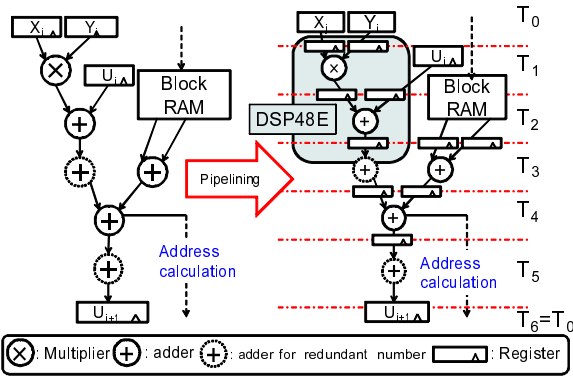 Xi Yi
Ui
Block
RAM
Address
calculation
Ui+1
Pipelining
Xi Yi
Ui
Block
RAM
DSP48E
Address
calculation
Ui+1
T0
T1
T2
T3
T4
T5
T6=T0
: Multiplier : adder : adder for redundant number : Register